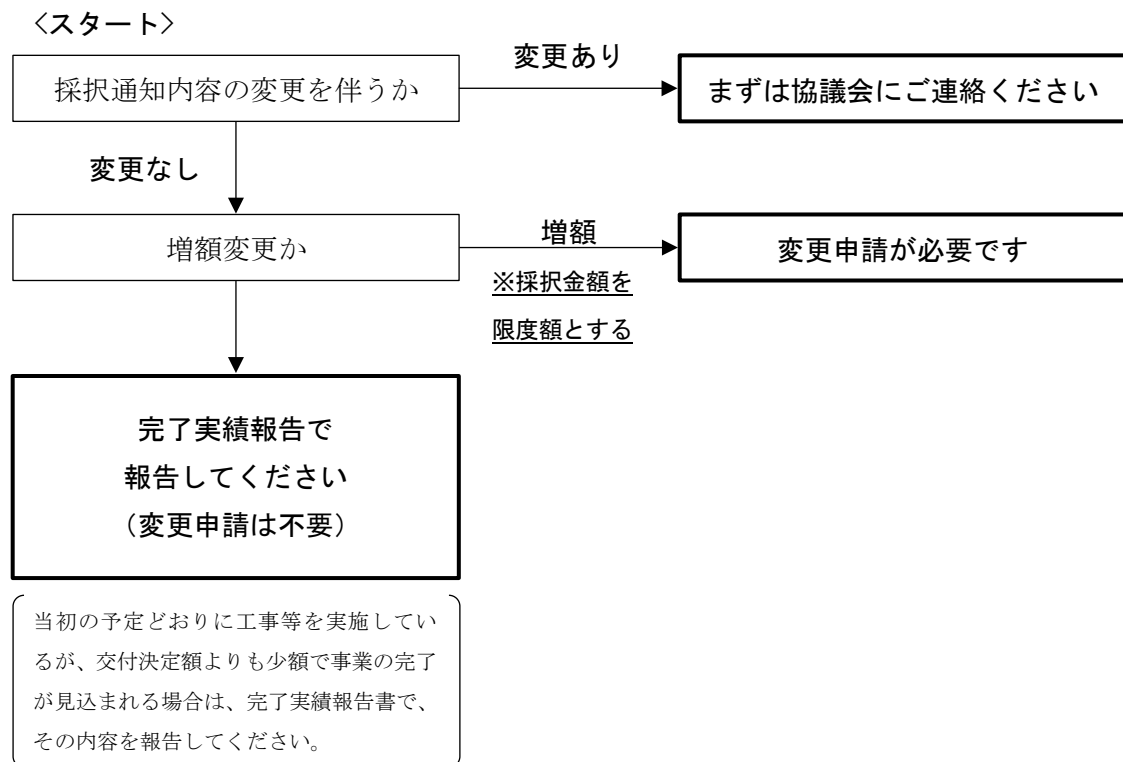 〈スタート〉
採択通知内容の変更を伴うか
変更あり
まずは協議会にご連絡ください
変更なし
増額変更か
増額
※採択金額を
限度額とする
変更申請が必要です
完了実績報告で
報告してください
（変更申請は不要）
当初の予定どおりに工事等を実施してい
るが、交付決定額よりも少額で事業の完了
が見込まれる場合は、完了実績報告書で、
その内容を報告してください。